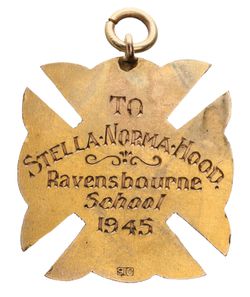 TO
STELLA·NORMA·HOOD.
Ravensbourne
School
1945